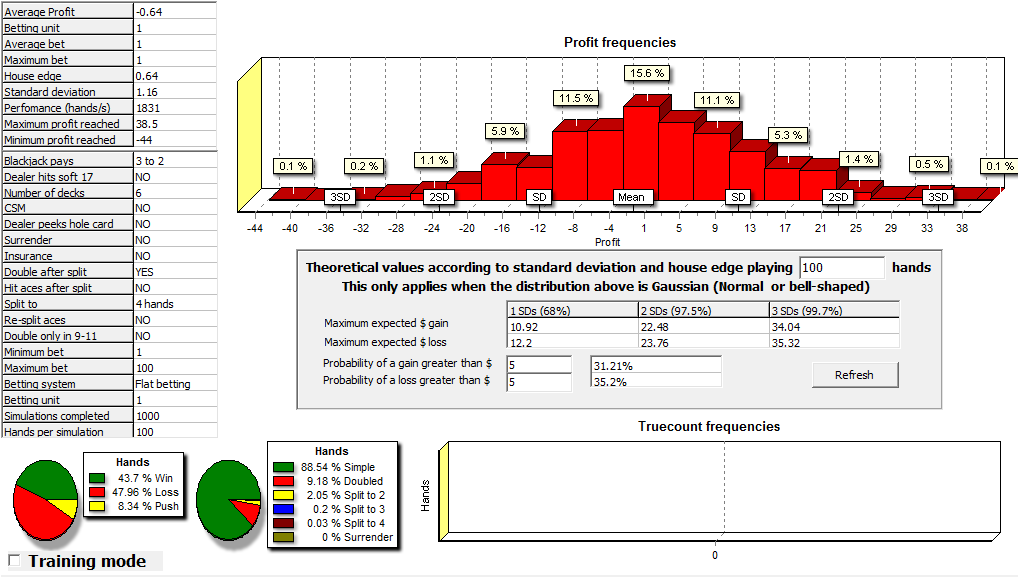 Average Profit -0.64
Betting unit 1
Average bet 1
Maximum bet 1
House edge 0.64
Standard deviation 1.16
Perfomance (hands/s) 1831
Maximum profit reached 38.5
Minimum profit reached -44
Blackjack pays 3 to 2
Dealer hits soft 17 NO
Number of decks 6
CSM NO
Dealer peeks hole card NO
Surrender NO
Insurance NO
Double after split YES
Hit aces after split NO
Split to 4 hands
Re-split aces NO
Double only in 9-11 NO
Minimum bet 1
Maximum bet 100
Betting system Flat betting
Betting unit 1
Simulations completed 1000
Hands per simulation 100
Profit frequencies
0.1 % 0.2 % 1.1 % 5.9 % 11.5 % 15.6 % 11.1 % 5.3 % 1.4 % 0.5 % 0.1 %
3SD 2SD SD Mean SD 2SD 3SD
-44 -40 -36 -32 -28 -24 -20 -16 -12 -8 -4 1 5 9 13 17 21 25 29 33 38
Profit
Theoretical values according to standard deviation and house edge playing 100 hands
This only applies when the distribution above is Gaussian (Normal or bell-shaped)
1 SDs (68%) 2 SDs (97.5%) 3 SDs (99.7%)
Maximum expected $ gain 10.92 22.48 34.04
Maximum expected $ loss 12.2 23.76 35.32
Probability of a gain greater than $ 5 31.21%
Probability of a loss greater than $ 5 35.2%
Refresh
Truecount frequencies
Hands
0
Hands
43.7 % Win
47.96 % Loss
8.34 % Push
Hands
88.54 % Simple
9.18 % Doubled
2.05 % Split to 2
0.2 % Split to 3
0.03 % Split to 4
0 % Surrender
Training mode